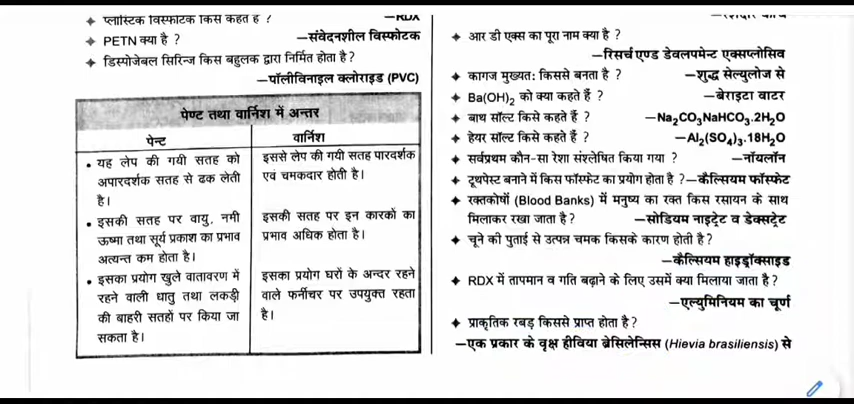 ✦ प्लास्टिक विस्फोटक किसे कहते हैं ?
—RDX
✦ PETN क्या है ?
—संवेदनशील विस्फोटक
✦ डिस्पोजेबल सिरिन्ज किस बहुलक द्वारा निर्मित होता है?
—पॉलीविनाइल क्लोराइड (PVC)
पेण्ट तथा वार्निश में अन्तर
पेन्ट
वार्निश
• यह लेप की गयी सतह को
अपारदर्शक सतह से ढक लेती
है।
इससे लेप की गयी सतह पारदर्शक
एवं चमकदार होती है।
• इसकी सतह पर वायु, नमी
ऊष्मा तथा सूर्य प्रकाश का प्रभाव
अत्यन्त कम होता है।
इसकी सतह पर इन कारकों का
प्रभाव अधिक होता है।
• इसका प्रयोग खुले वातावरण में
रहने वाली धातु तथा लकड़ी
की बाहरी सतहों पर किया जा
सकता है।
इसका प्रयोग घरों के अन्दर रहने
वाले फर्नीचर पर उपयुक्त रहता
है।
✦ आर डी एक्स का पूरा नाम क्या है ?
—रिसर्च एण्ड डेवलपमेन्ट एक्सप्लोसिव
✦ कागज मुख्यत: किससे बनता है ? —शुद्ध सेल्युलोज से
✦ Ba(OH)₂ को क्या कहते हैं ? —बेराइटा वाटर
✦ बाथ सॉल्ट किसे कहते हैं ? —Na₂CO₃NaHCO₃.2H₂O
✦ हेयर सॉल्ट किसे कहते हैं ? —Al₂(SO₄)₃.18H₂O
✦ सर्वप्रथम कौन-सा रेशा संश्लेषित किया गया ? —नॉयलॉन
✦ टूथपेस्ट बनाने में किस फॉस्फेट का प्रयोग होता है ?—कैल्सियम फॉस्फेट
✦ रक्तकोषों (Blood Banks) में मनुष्य का रक्त किस रसायन के साथ
मिलाकर रखा जाता है? —सोडियम नाइट्रेट व डेक्सट्रेट
✦ चूने की पुताई से उत्पन्न चमक किसके कारण होती है?
—कैल्सियम हाइड्रॉक्साइड
✦ RDX में तापमान व गति बढ़ाने के लिए उसमें क्या मिलाया जाता है?
—एल्युमिनियम का चूर्ण
✦ प्राकृतिक रबड़ किससे प्राप्त होता है?
—एक प्रकार के वृक्ष हीविया ब्रेसिलेन्सिस (Hievia brasiliensis) से